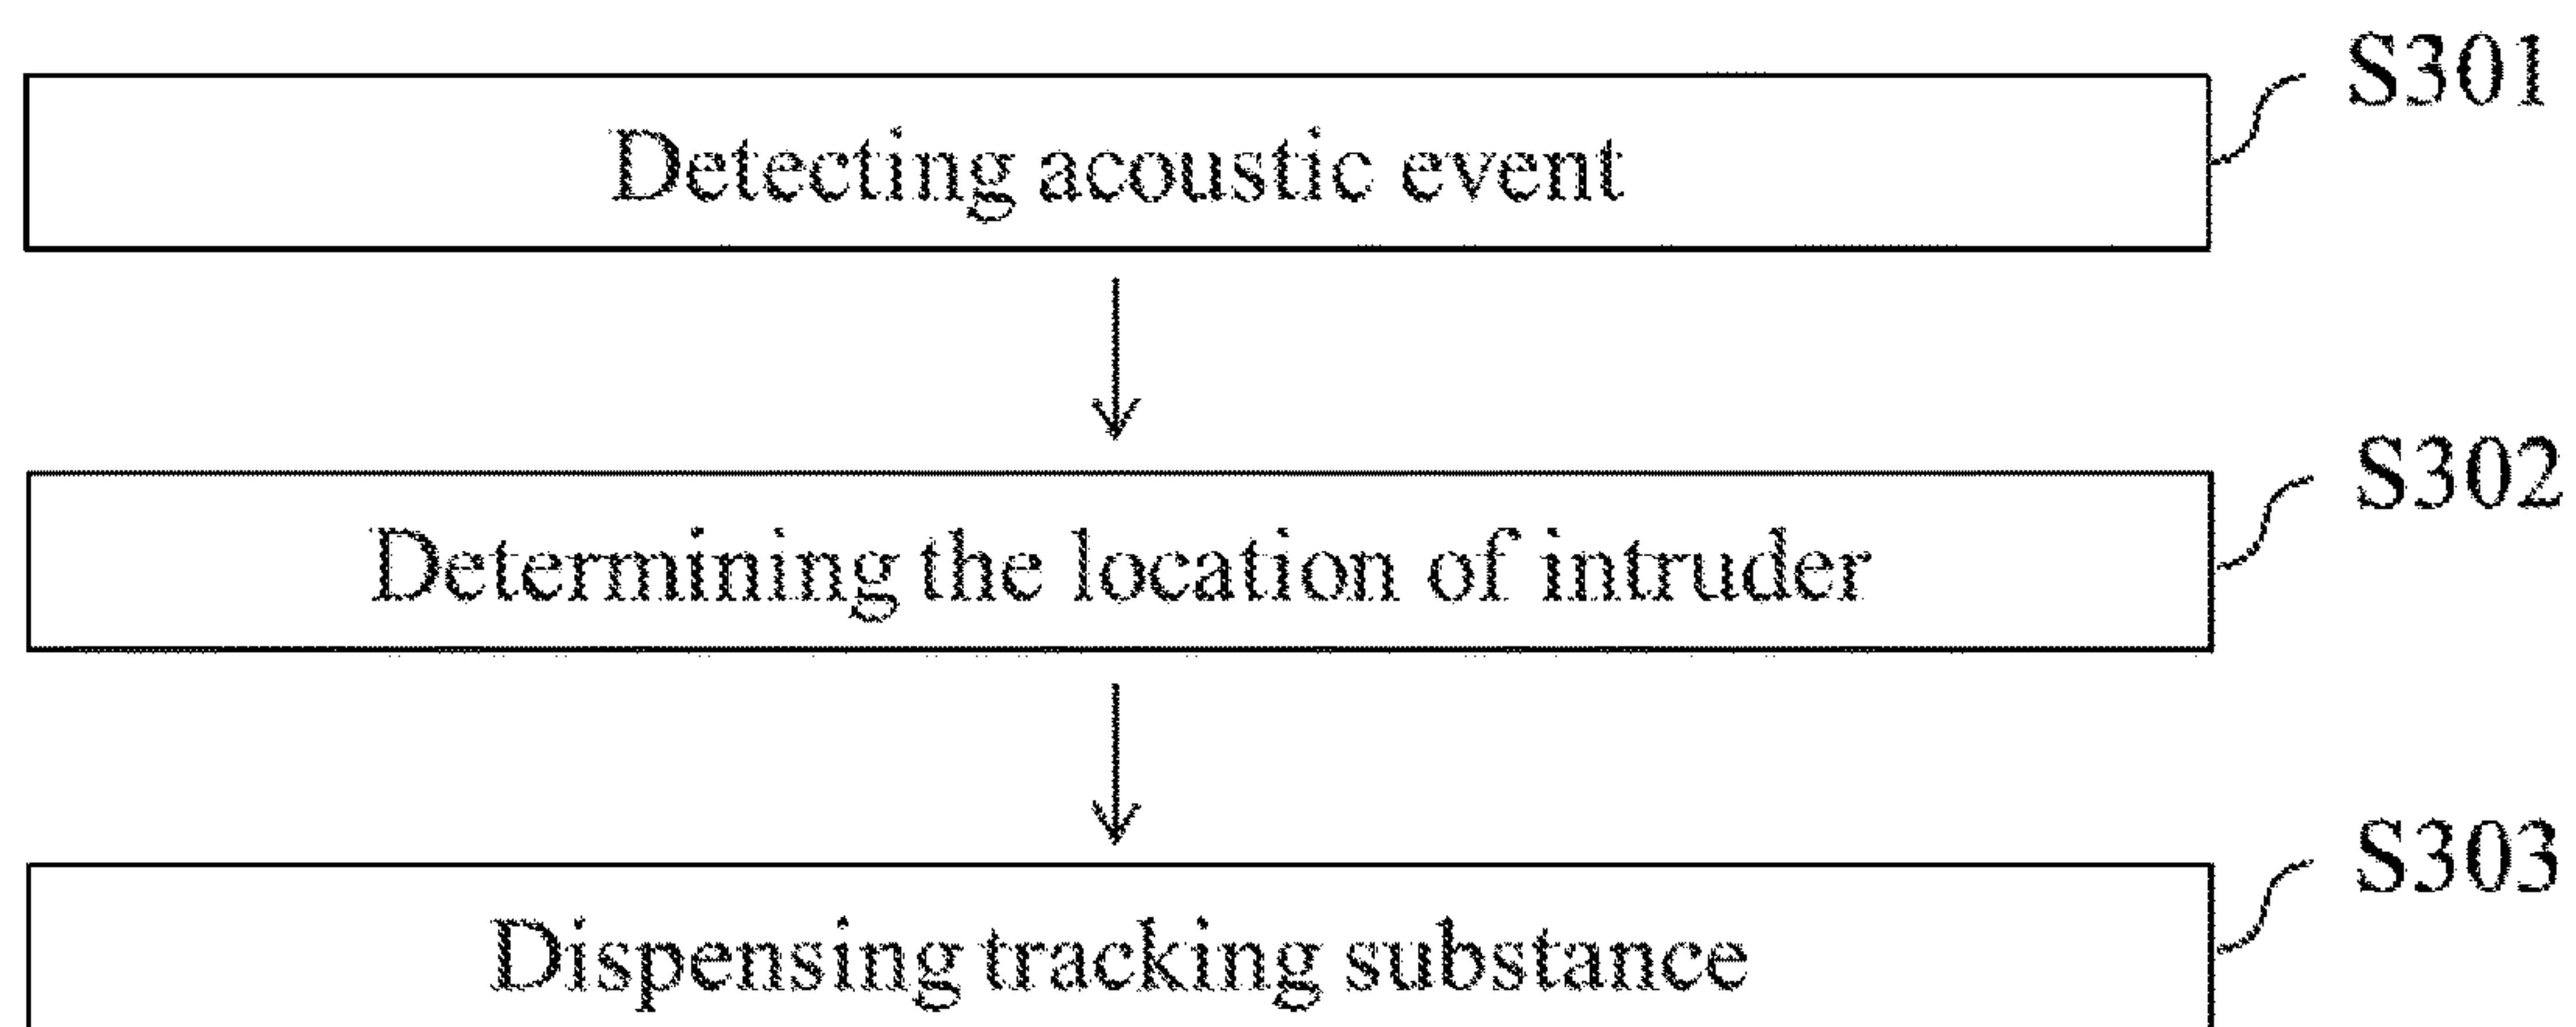 S301
Detecting acoustic event
S302
Determining the location of intruder
S303
Dispensing tracking substance